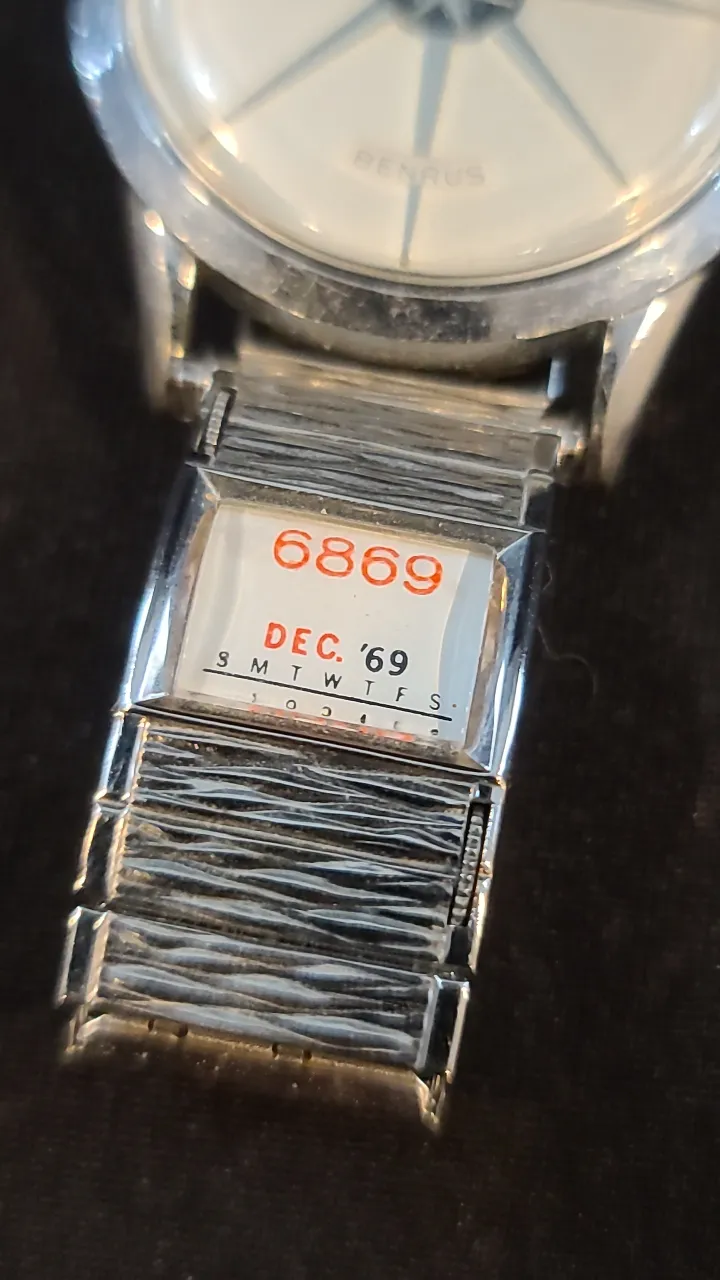 BENRUS
6869
DEC. '69
S M T W T F S